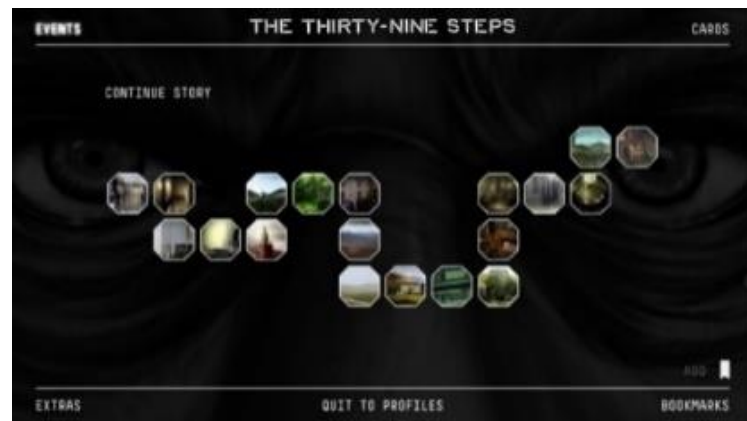 EVENTS
THE THIRTY-NINE STEPS
CARDS
CONTINUE STORY
ADD
EXTRAS
QUIT TO PROFILES
BOOKMARKS